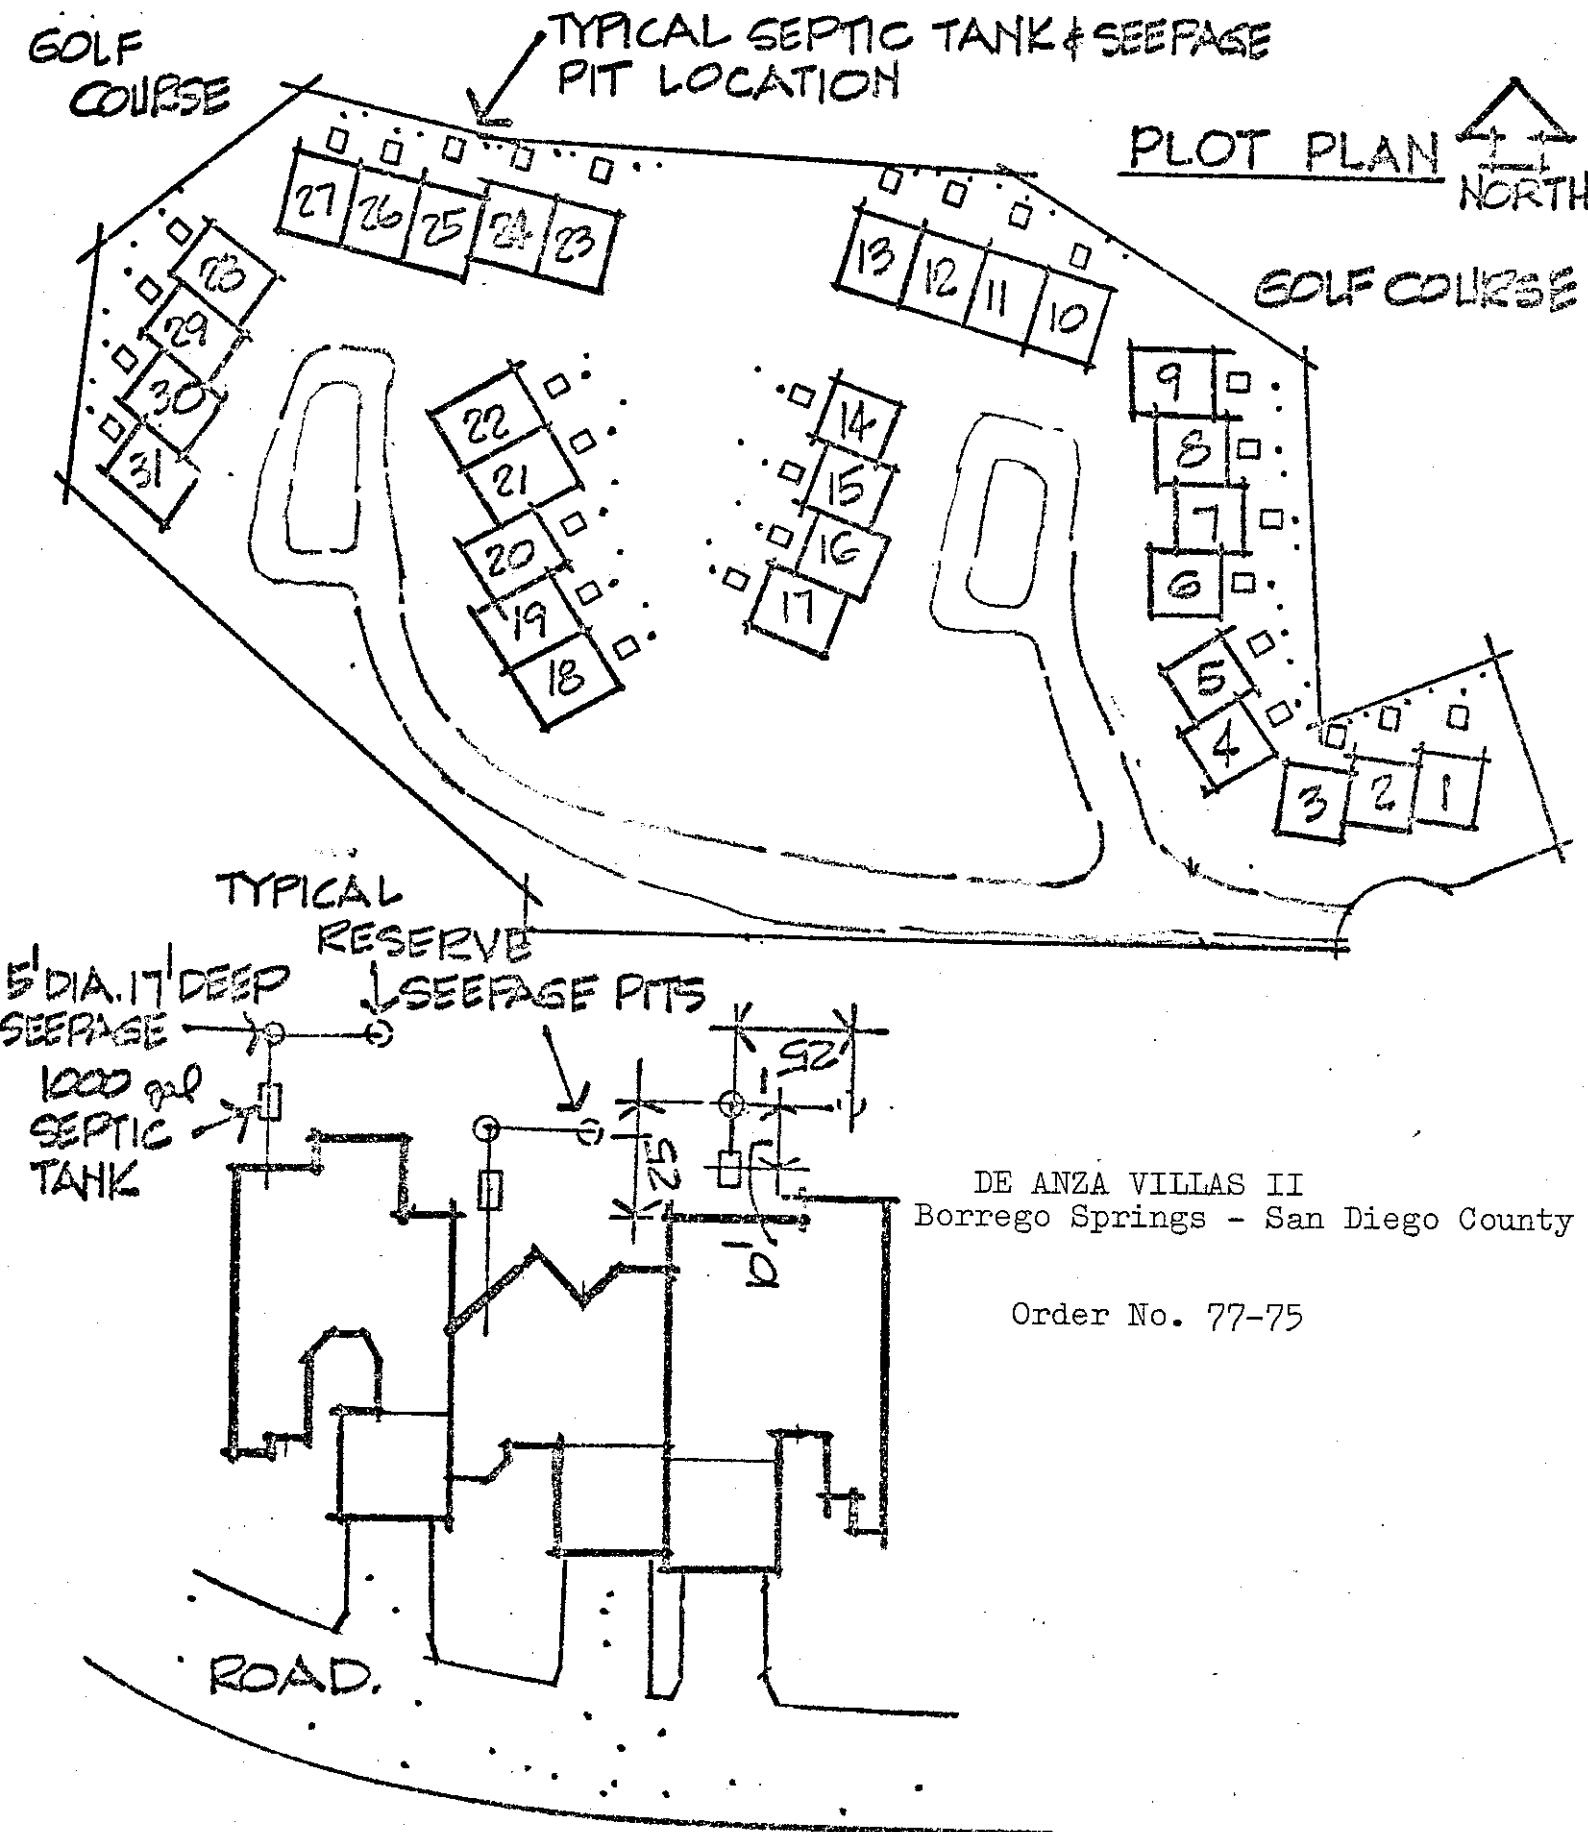 GOLF
COURSE
TYPICAL SEPTIC TANK & SEEPAGE
PIT LOCATION
PLOT PLAN
NORTH
GOLF COURSE
27
26
25
24
23
13
12
11
10
28
29
30
31
22
21
20
19
18
14
15
16
17
9
8
7
6
5
4
3
2
1
TYPICAL
RESERVE
SEEPAGE PITS
5' DIA. 17' DEEP
SEEPAGE
1000 gal
SEPTIC
TANK
25
25
10'
DE ANZA VILLAS II
Borrego Springs - San Diego County
Order No. 77-75
ROAD.